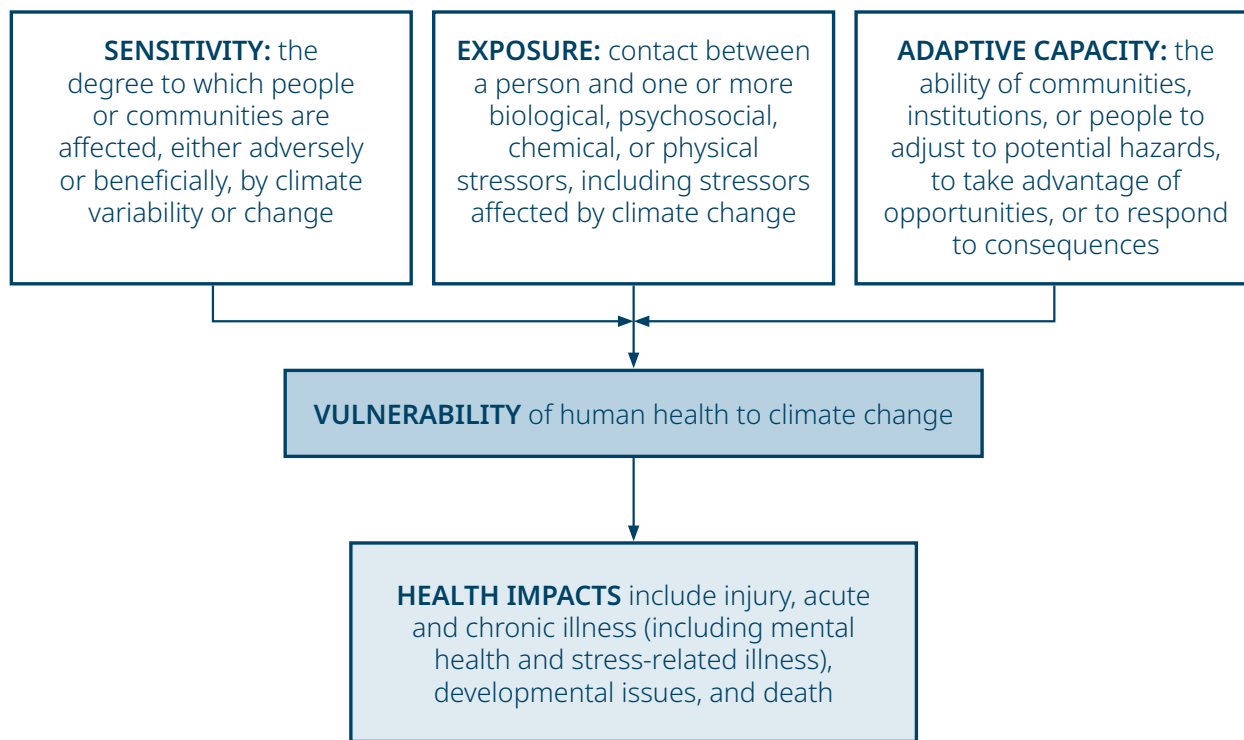 SENSITIVITY: the
degree to which people
or communities are
affected, either adversely
or beneficially, by climate
variability or change
EXPOSURE: contact between
a person and one or more
biological, psychosocial,
chemical, or physical
stressors, including stressors
affected by climate change
ADAPTIVE CAPACITY: the
ability of communities,
institutions, or people to
adjust to potential hazards,
to take advantage of
opportunities, or to respond
to consequences
VULNERABILITY of human health to climate change
HEALTH IMPACTS include injury, acute
and chronic illness (including mental
health and stress-related illness),
developmental issues, and death